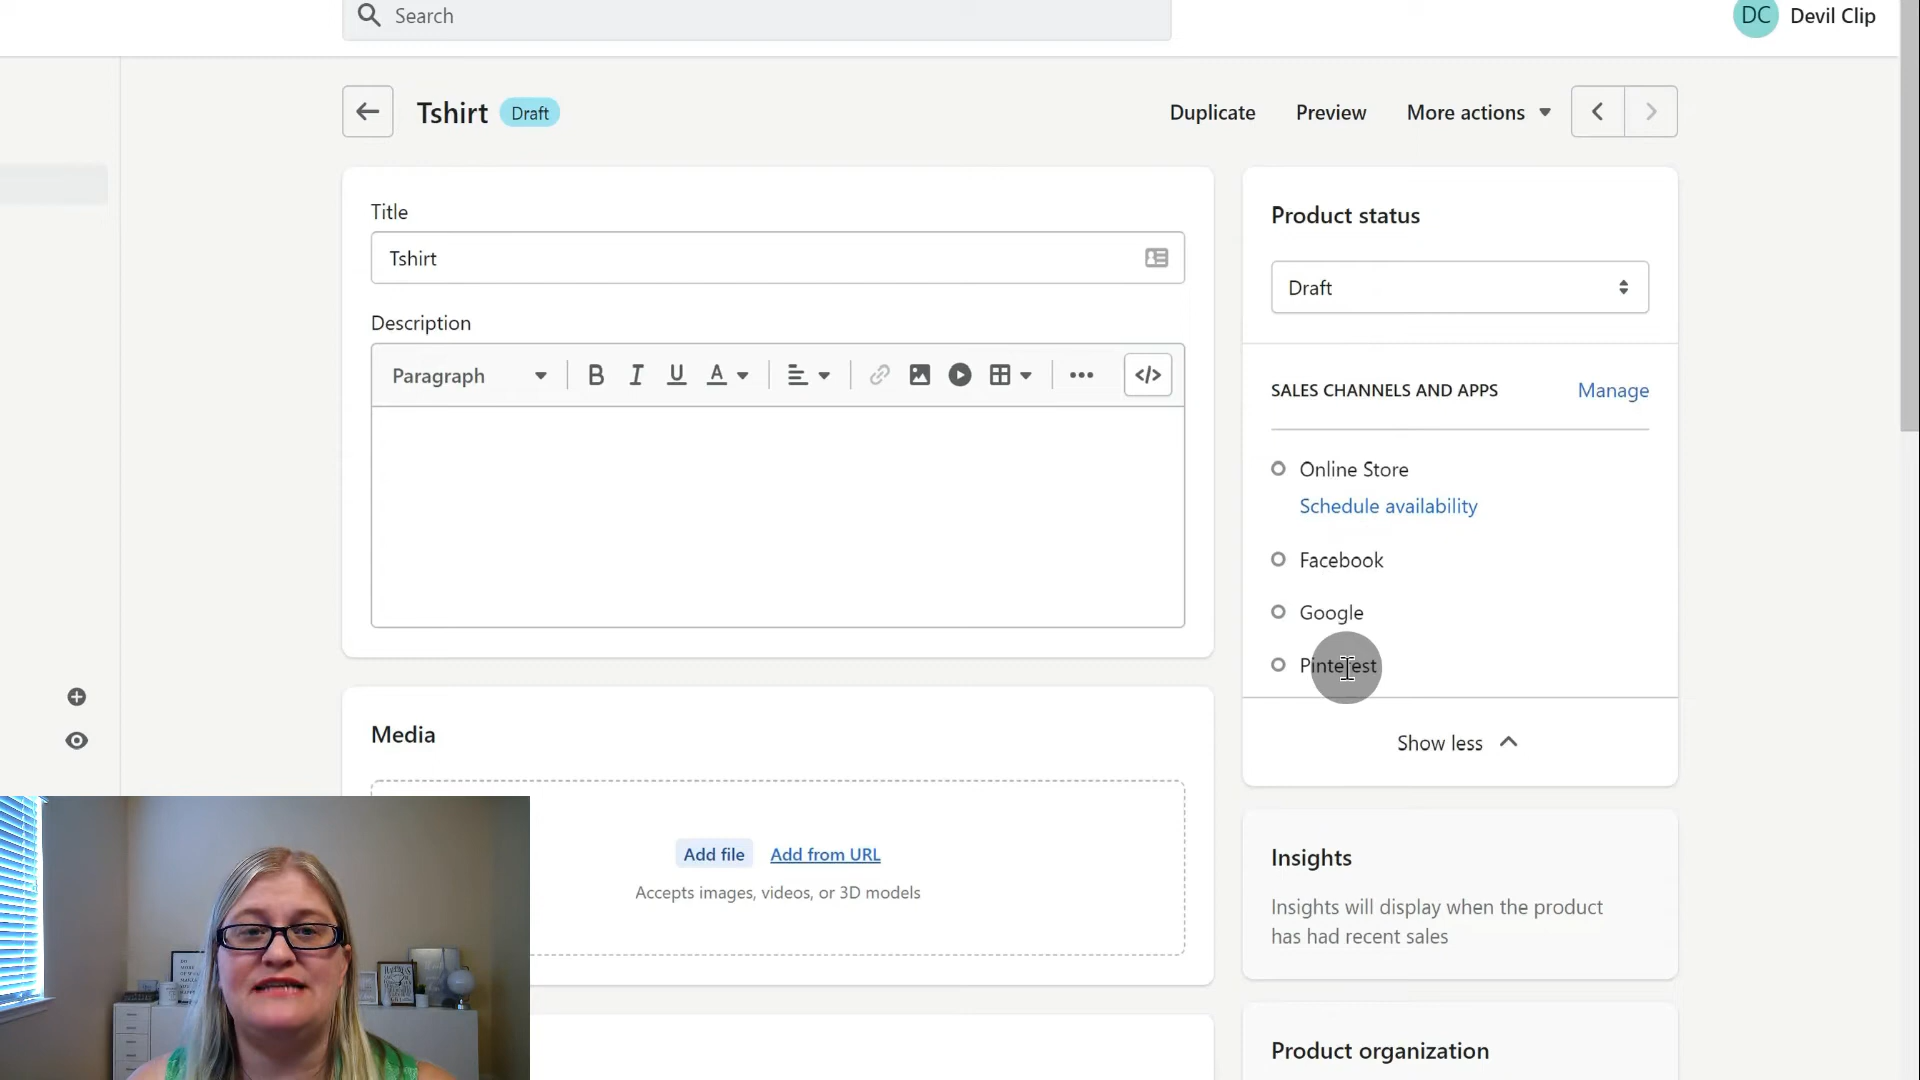 Search
DC Devil Clip
Tshirt Draft
Duplicate Preview More actions
Title
Tshirt
Description
Paragraph B I U A </>
Media
Add file Add from URL
Accepts images, videos, or 3D models
Product status
Draft
SALES CHANNELS AND APPS Manage
Online Store
Schedule availability
Facebook
Google
Pinterest
Show less
Insights
Insights will display when the product
has had recent sales
Product organization